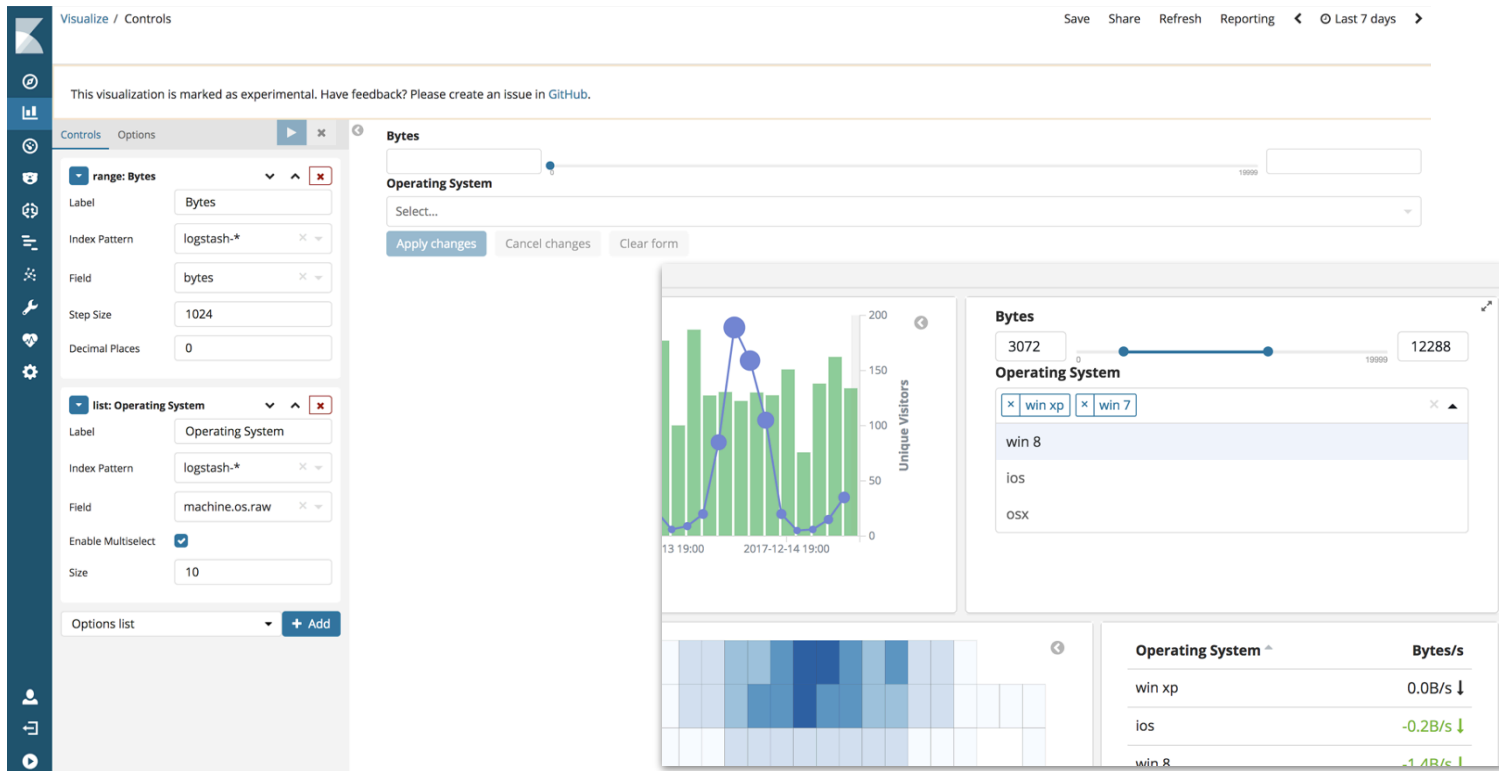 Visualize / Controls
Save Share Refresh Reporting Last 7 days
This visualization is marked as experimental. Have feedback? Please create an issue in GitHub.
Controls Options
range: Bytes
Label Bytes
Index Pattern logstash-*
Field bytes
Step Size 1024
Decimal Places 0
list: Operating System
Label Operating System
Index Pattern logstash-*
Field machine.os.raw
Enable Multiselect
Size 10
Options list + Add
Bytes
0 19999
Operating System
Select...
Apply changes Cancel changes Clear form
200
150
100
50
0
Unique Visitors
13 19:00 2017-12-14 19:00
Bytes
3072 0 19999 12288
Operating System
× win xp × win 7
win 8
ios
osx
Operating System Bytes/s
win xp 0.0B/s ↓
ios -0.2B/s ↓
win 8 -1.4B/s ↓